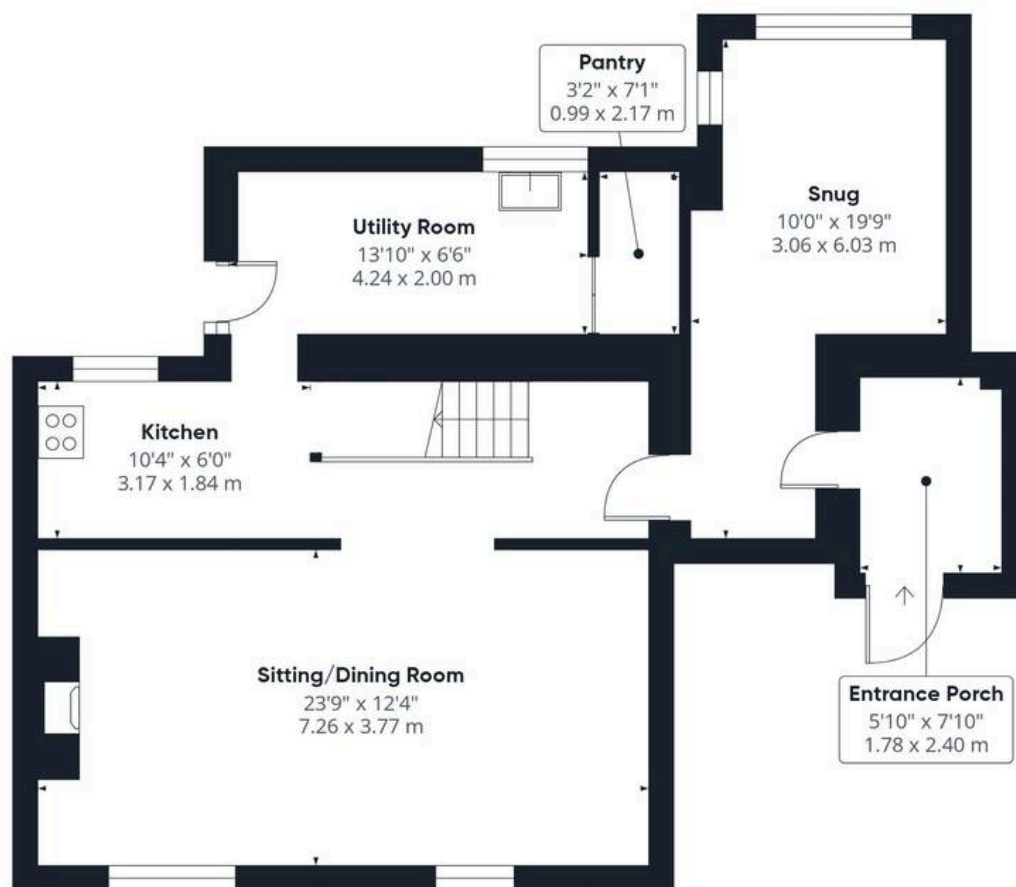 Pantry
3'2" x 7'1"
0.99 x 2.17 m
Snug
10'0" x 19'9"
3.06 x 6.03 m
Utility Room
13'10" x 6'6"
4.24 x 2.00 m
Kitchen
10'4" x 6'0"
3.17 x 1.84 m
Sitting/Dining Room
23'9" x 12'4"
7.26 x 3.77 m
Entrance Porch
5'10" x 7'10"
1.78 x 2.40 m